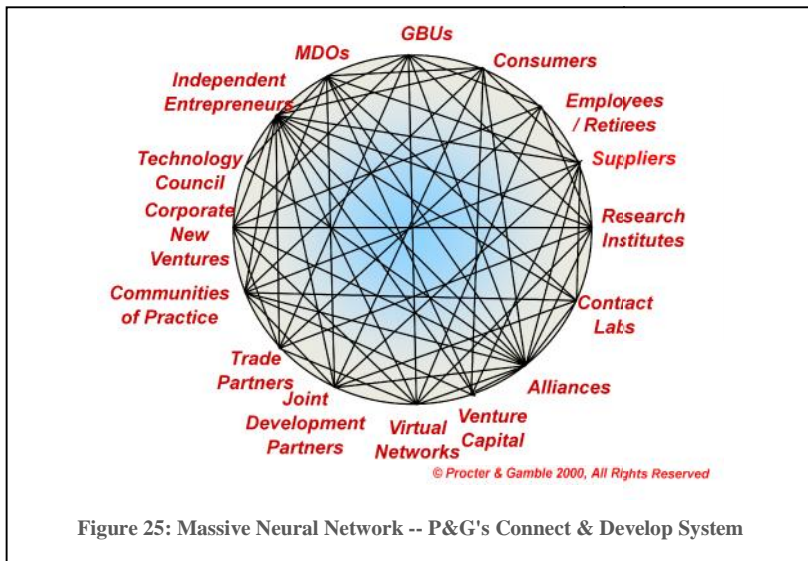 GBUs
MDOs
Consumers
Independent
Entrepreneurs
Employees
/ Retirees
Suppliers
Technology
Council
Corporate
New
Ventures
Research
Institutes
Communities
of Practice
Contract
Labs
Trade
Partners
Alliances
Joint
Development
Partners
Virtual
Networks
Venture
Capital
© Procter & Gamble 2000, All Rights Reserved
Figure 25: Massive Neural Network -- P&G's Connect & Develop System